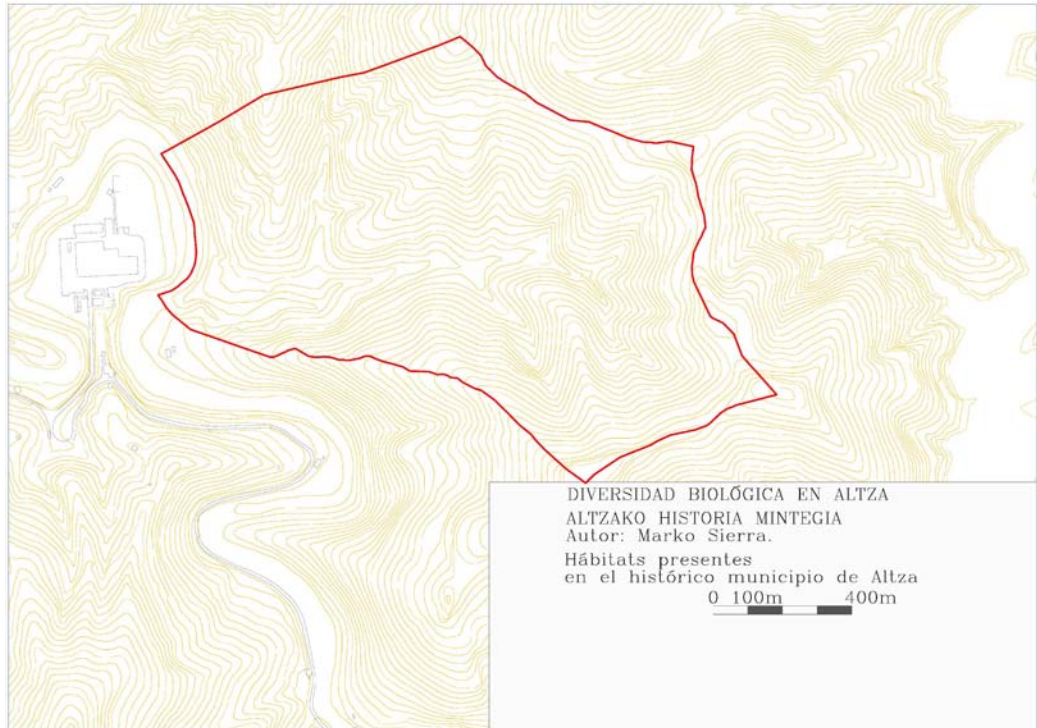 DIVERSIDAD BIOLÓGICA EN ALTZA
ALTZAKO HISTORIA MINTEGIA
Autor: Marko Sierra.
Hábitats presentes
en el histórico municipio de Altza
0 100m 400m